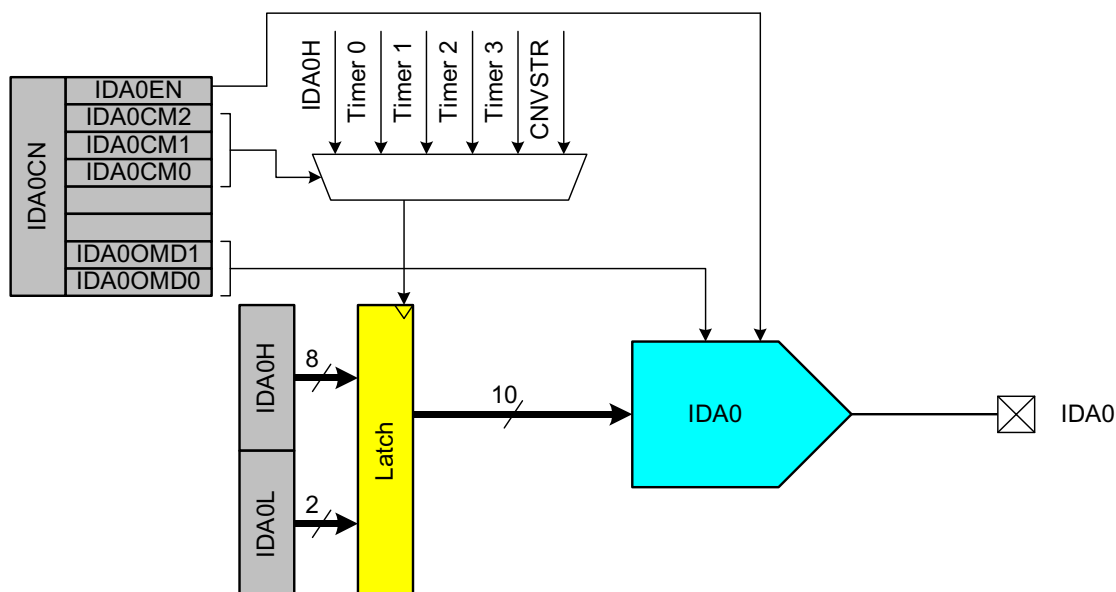 IDA0CN
IDA0EN
IDA0CM2
IDA0CM1
IDA0CM0
IDA0OMD1
IDA0OMD0
IDA0H
Timer 0
Timer 1
Timer 2
Timer 3
CNVSTR
IDA0H
IDA0L
8
2
Latch
10
IDA0
IDA0